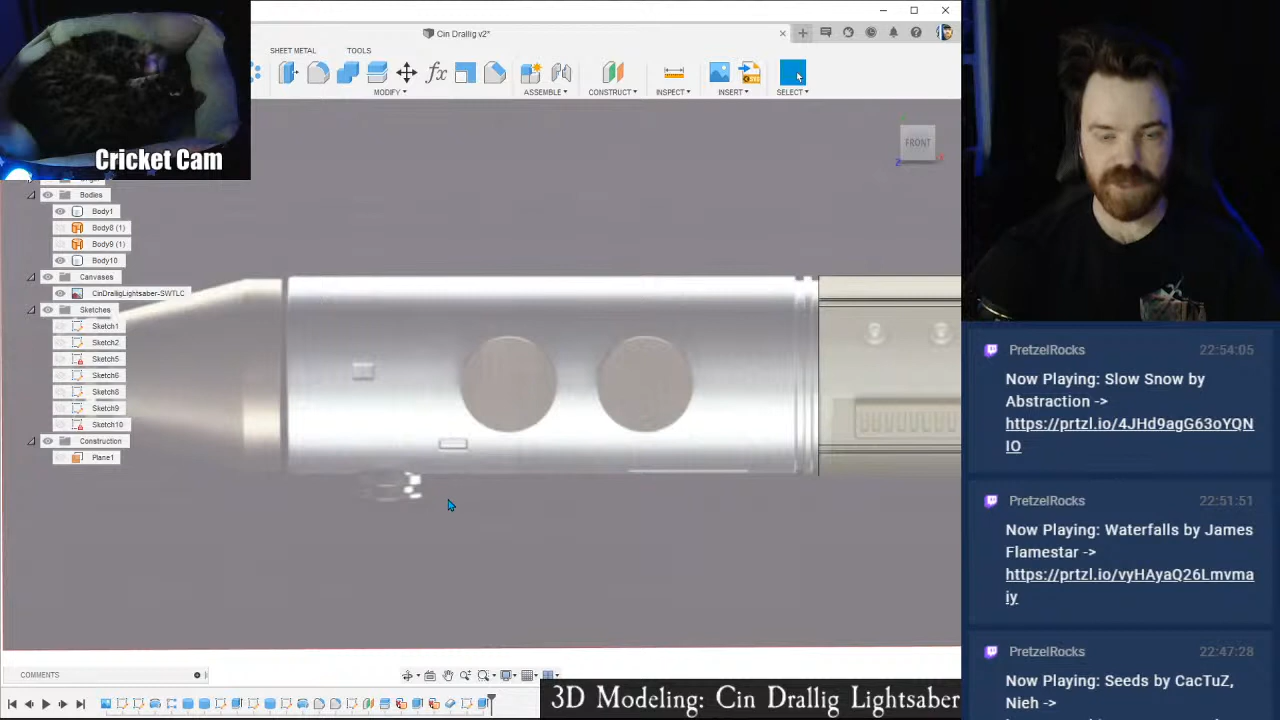 Cin Drallig v2*
SHEET METAL
TOOLS
MODIFY
ASSEMBLE
CONSTRUCT
INSPECT
INSERT
SELECT
Cricket Cam
FRONT
Bodies
Body1
Body8 (1)
Body9 (1)
Body10
Canvases
CinDralligLightsaber-SWTLC
Sketches
Sketch1
Sketch2
Sketch5
Sketch6
Sketch8
Sketch9
Sketch10
Construction
Plane1
COMMENTS
3D Modeling: Cin Drallig Lightsaber
PretzelRocks 22:54:05
Now Playing: Slow Snow by
Abstraction ->
https://prtzl.io/4JHd9agG63oYQN
IO
PretzelRocks 22:51:51
Now Playing: Waterfalls by James
Flamestar ->
https://prtzl.io/vyHAyaQ26Lmvma
iy
PretzelRocks 22:47:28
Now Playing: Seeds by CacTuZ,
Nieh ->